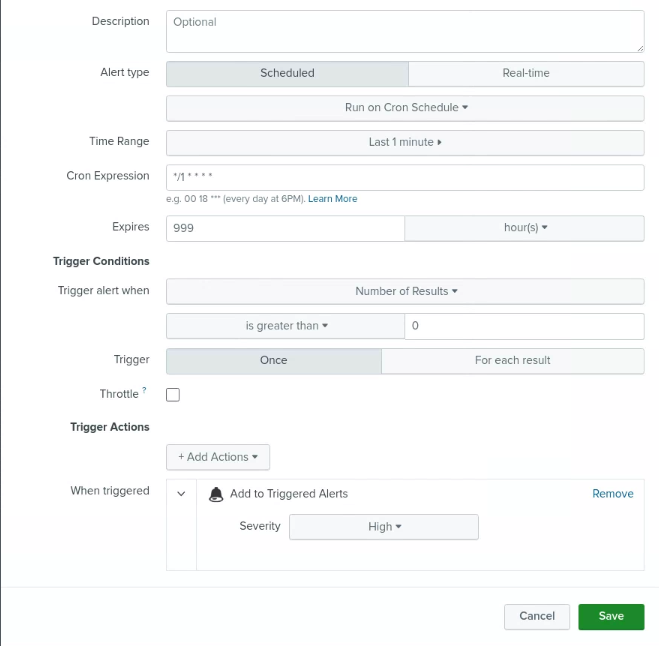 Description
Optional
Alert type
Scheduled
Real-time
Run on Cron Schedule
Time Range
Last 1 minute
Cron Expression
*/1 * * * *
e.g. 00 18 *** (every day at 6PM). Learn More
Expires
999
hour(s)
Trigger Conditions
Trigger alert when
Number of Results
is greater than
0
Trigger
Once
For each result
Throttle ?
Trigger Actions
+ Add Actions
When triggered
Add to Triggered Alerts
Remove
Severity
High
Cancel
Save